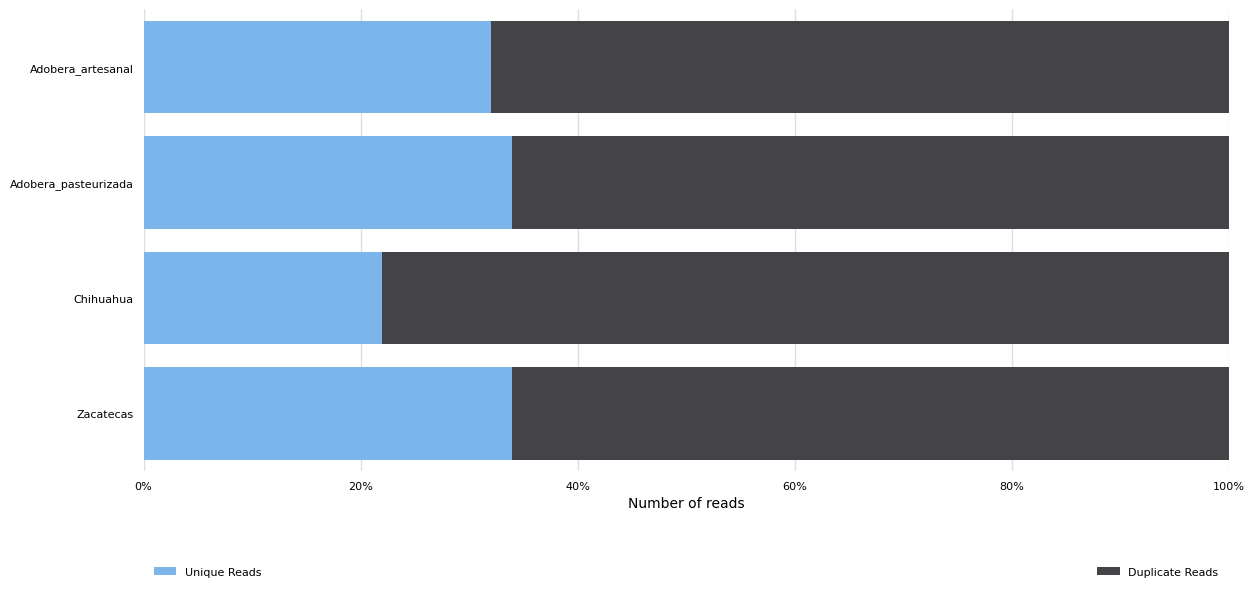 Adobera_artesanal
Adobera_pasteurizada
Chihuahua
Zacatecas
0% 20% 40% 60% 80% 100%
Number of reads
Unique Reads Duplicate Reads